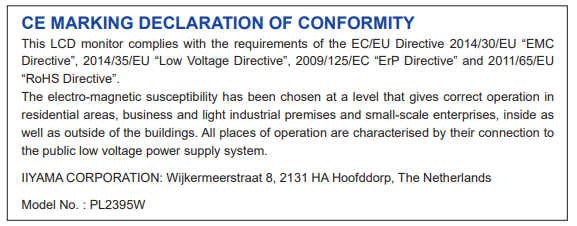 CE MARKING DECLARATION OF CONFORMITY
This LCD monitor complies with the requirements of the EC/EU Directive 2014/30/EU “EMC
Directive”, 2014/35/EU “Low Voltage Directive”, 2009/125/EC “ErP Directive” and 2011/65/EU
“RoHS Directive”.
The electro-magnetic susceptibility has been chosen at a level that gives correct operation in
residential areas, business and light industrial premises and small-scale enterprises, inside as
well as outside of the buildings. All places of operation are characterised by their connection to
the public low voltage power supply system.
IIYAMA CORPORATION: Wijkermeerstraat 8, 2131 HA Hoofddorp, The Netherlands
Model No. : PL2395W